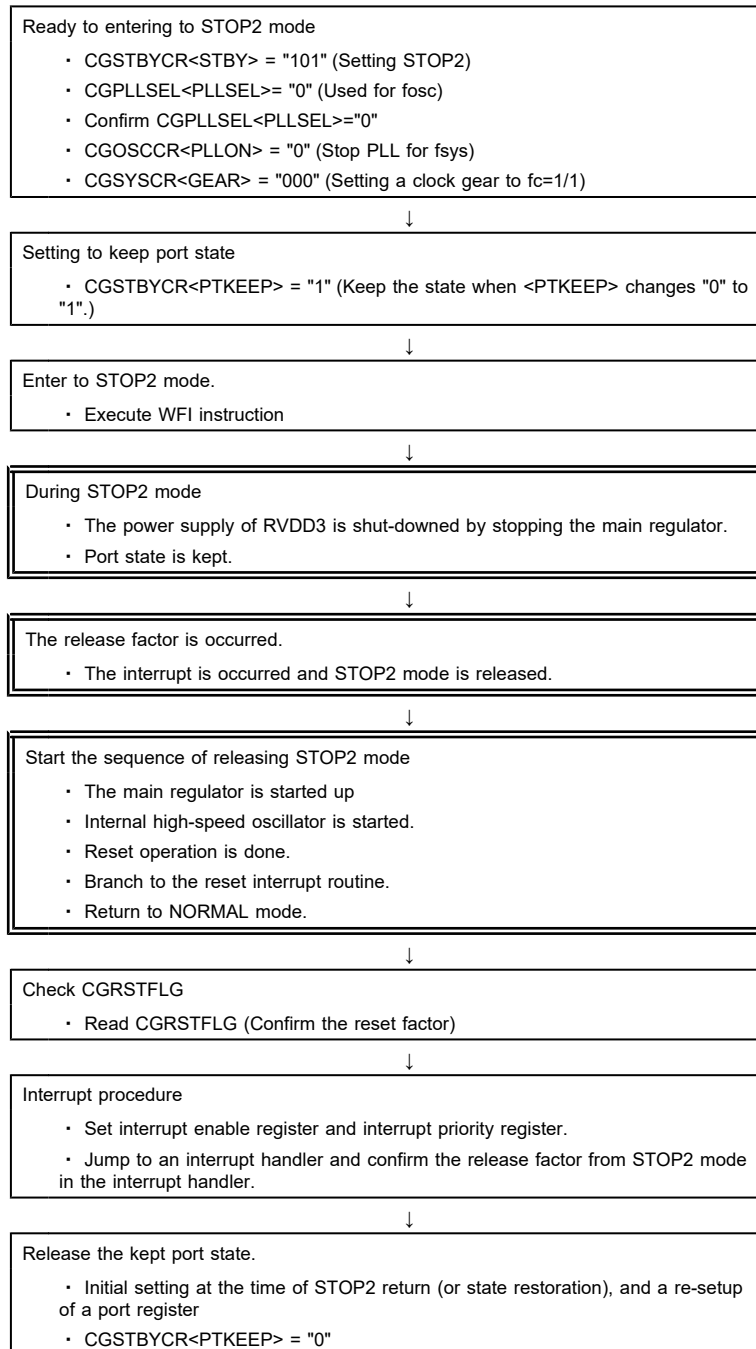 Ready to entering to STOP2 mode
・ CGSTBYCR<STBY> = "101" (Setting STOP2)
・ CGPLLSEL<PLLSEL>= "0" (Used for fosc)
・ Confirm CGPLLSEL<PLLSEL>="0"
・ CGOSCCR<PLLON> = "0" (Stop PLL for fsys)
・ CGSYSCR<GEAR> = "000" (Setting a clock gear to fc=1/1)
↓
Setting to keep port state
・ CGSTBYCR<PTKEEP> = "1" (Keep the state when <PTKEEP> changes "0" to
"1".)
↓
Enter to STOP2 mode.
・ Execute WFI instruction
↓
During STOP2 mode
・ The power supply of RVDD3 is shut-downed by stopping the main regulator.
・ Port state is kept.
↓
The release factor is occurred.
・ The interrupt is occurred and STOP2 mode is released.
↓
Start the sequence of releasing STOP2 mode
・ The main regulator is started up
・ Internal high-speed oscillator is started.
・ Reset operation is done.
・ Branch to the reset interrupt routine.
・ Return to NORMAL mode.
↓
Check CGRSTFLG
・ Read CGRSTFLG (Confirm the reset factor)
↓
Interrupt procedure
・ Set interrupt enable register and interrupt priority register.
・ Jump to an interrupt handler and confirm the release factor from STOP2 mode
in the interrupt handler.
↓
Release the kept port state.
・ Initial setting at the time of STOP2 return (or state restoration), and a re-setup
of a port register
・ CGSTBYCR<PTKEEP> = "0"